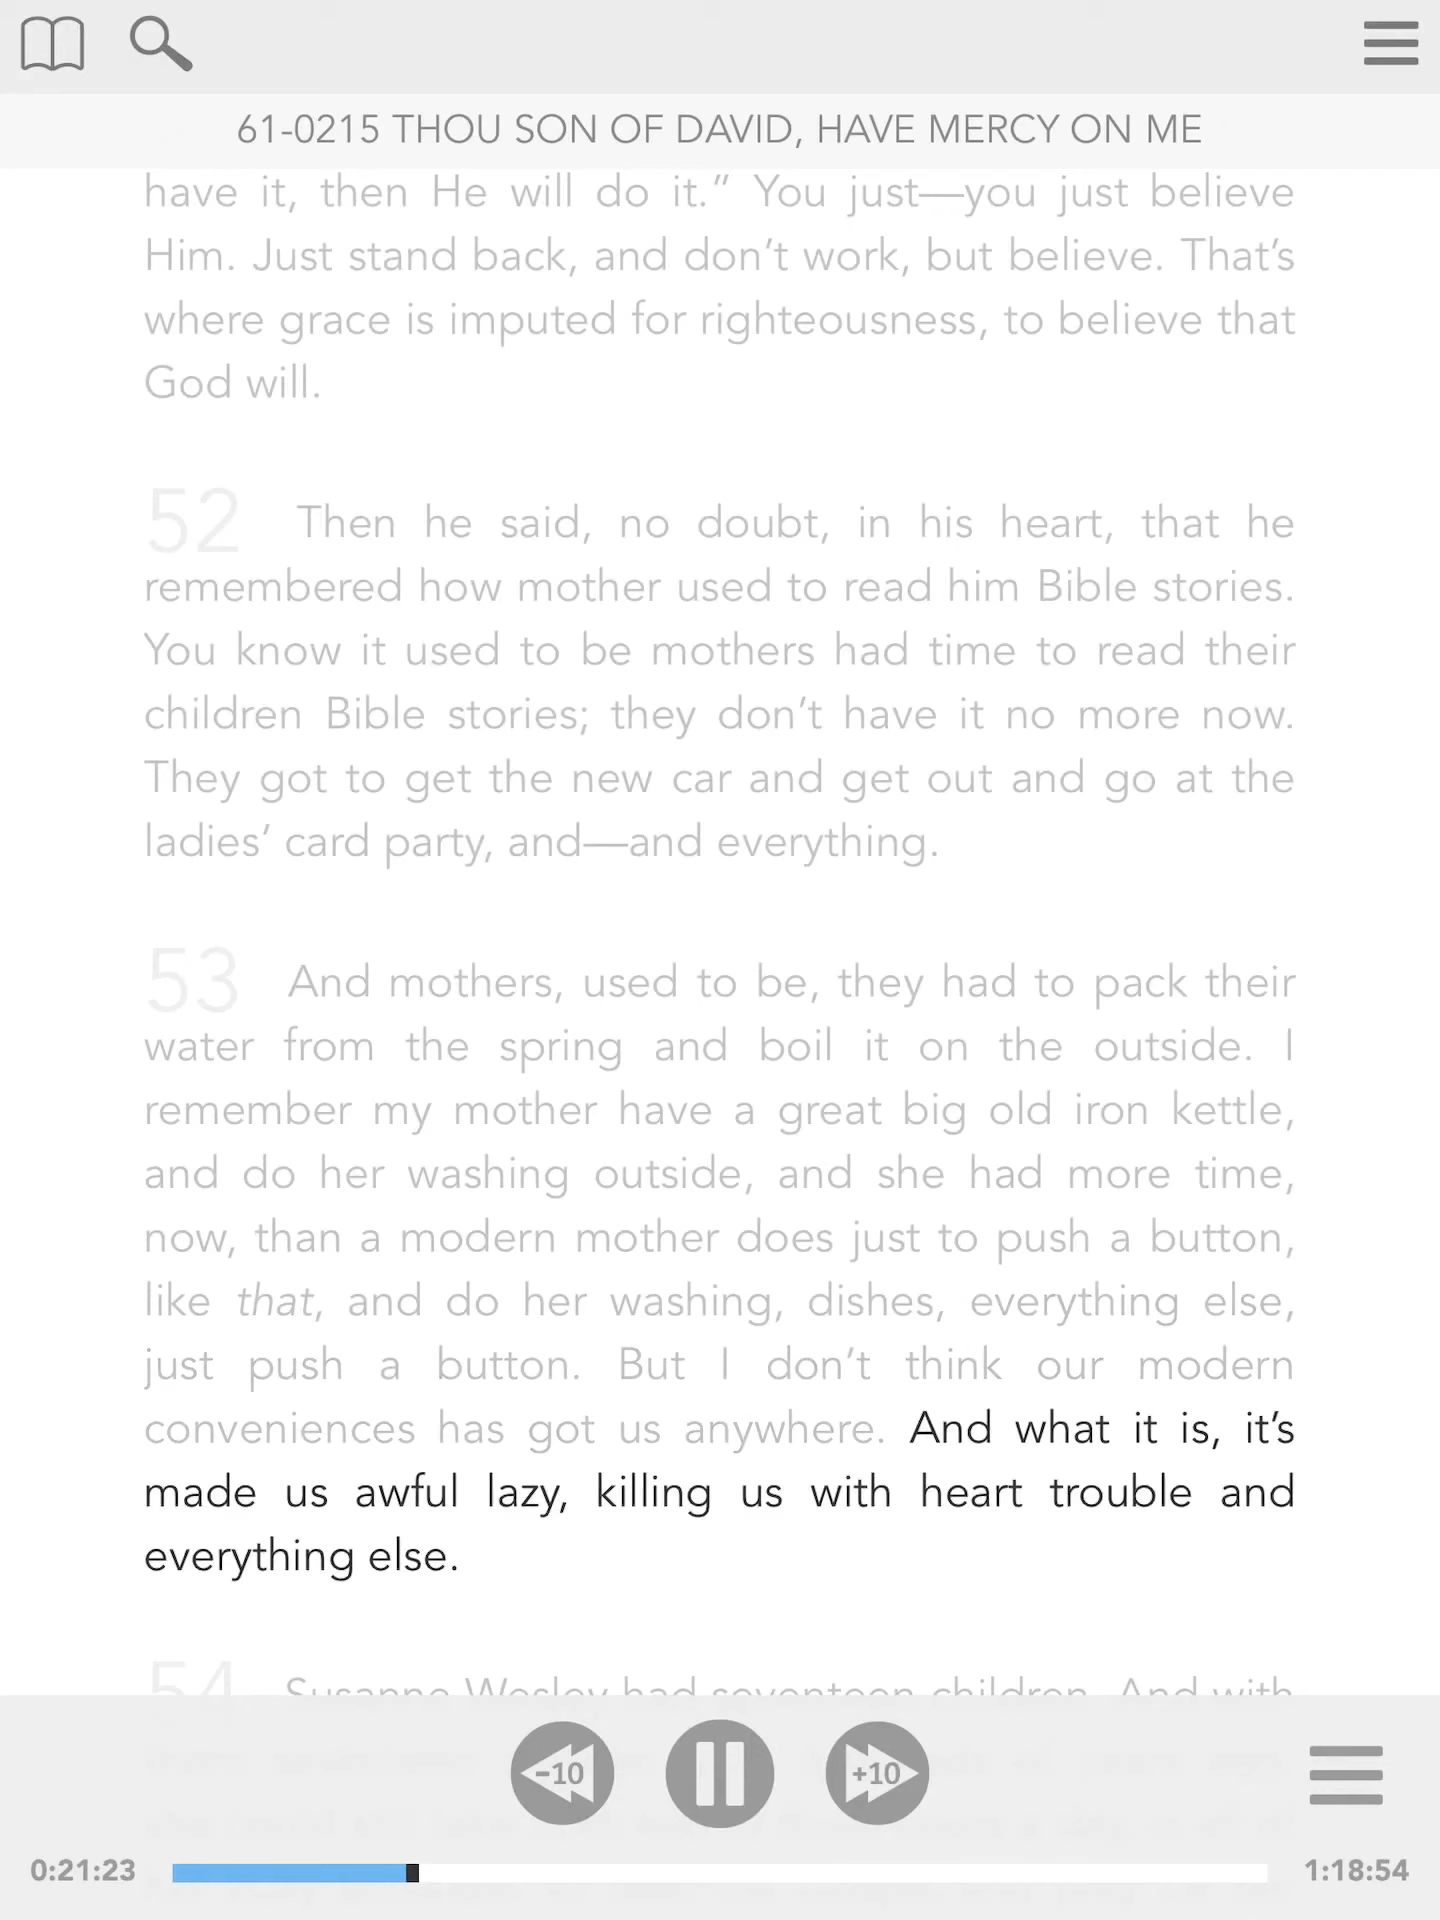 61-0215 THOU SON OF DAVID, HAVE MERCY ON ME
have it, then He will do it.” You just—you just believe
Him. Just stand back, and don’t work, but believe. That’s
where grace is imputed for righteousness, to believe that
God will.
52 Then he said, no doubt, in his heart, that he
remembered how mother used to read him Bible stories.
You know it used to be mothers had time to read their
children Bible stories; they don’t have it no more now.
They got to get the new car and get out and go at the
ladies’ card party, and—and everything.
53 And mothers, used to be, they had to pack their
water from the spring and boil it on the outside. I
remember my mother have a great big old iron kettle,
and do her washing outside, and she had more time,
now, than a modern mother does just to push a button,
like that, and do her washing, dishes, everything else,
just push a button. But I don’t think our modern
conveniences has got us anywhere. And what it is, it’s
made us awful lazy, killing us with heart trouble and
everything else.
54 Susanne Wesley had seventeen children. And with
-10 +10
0:21:23 1:18:54